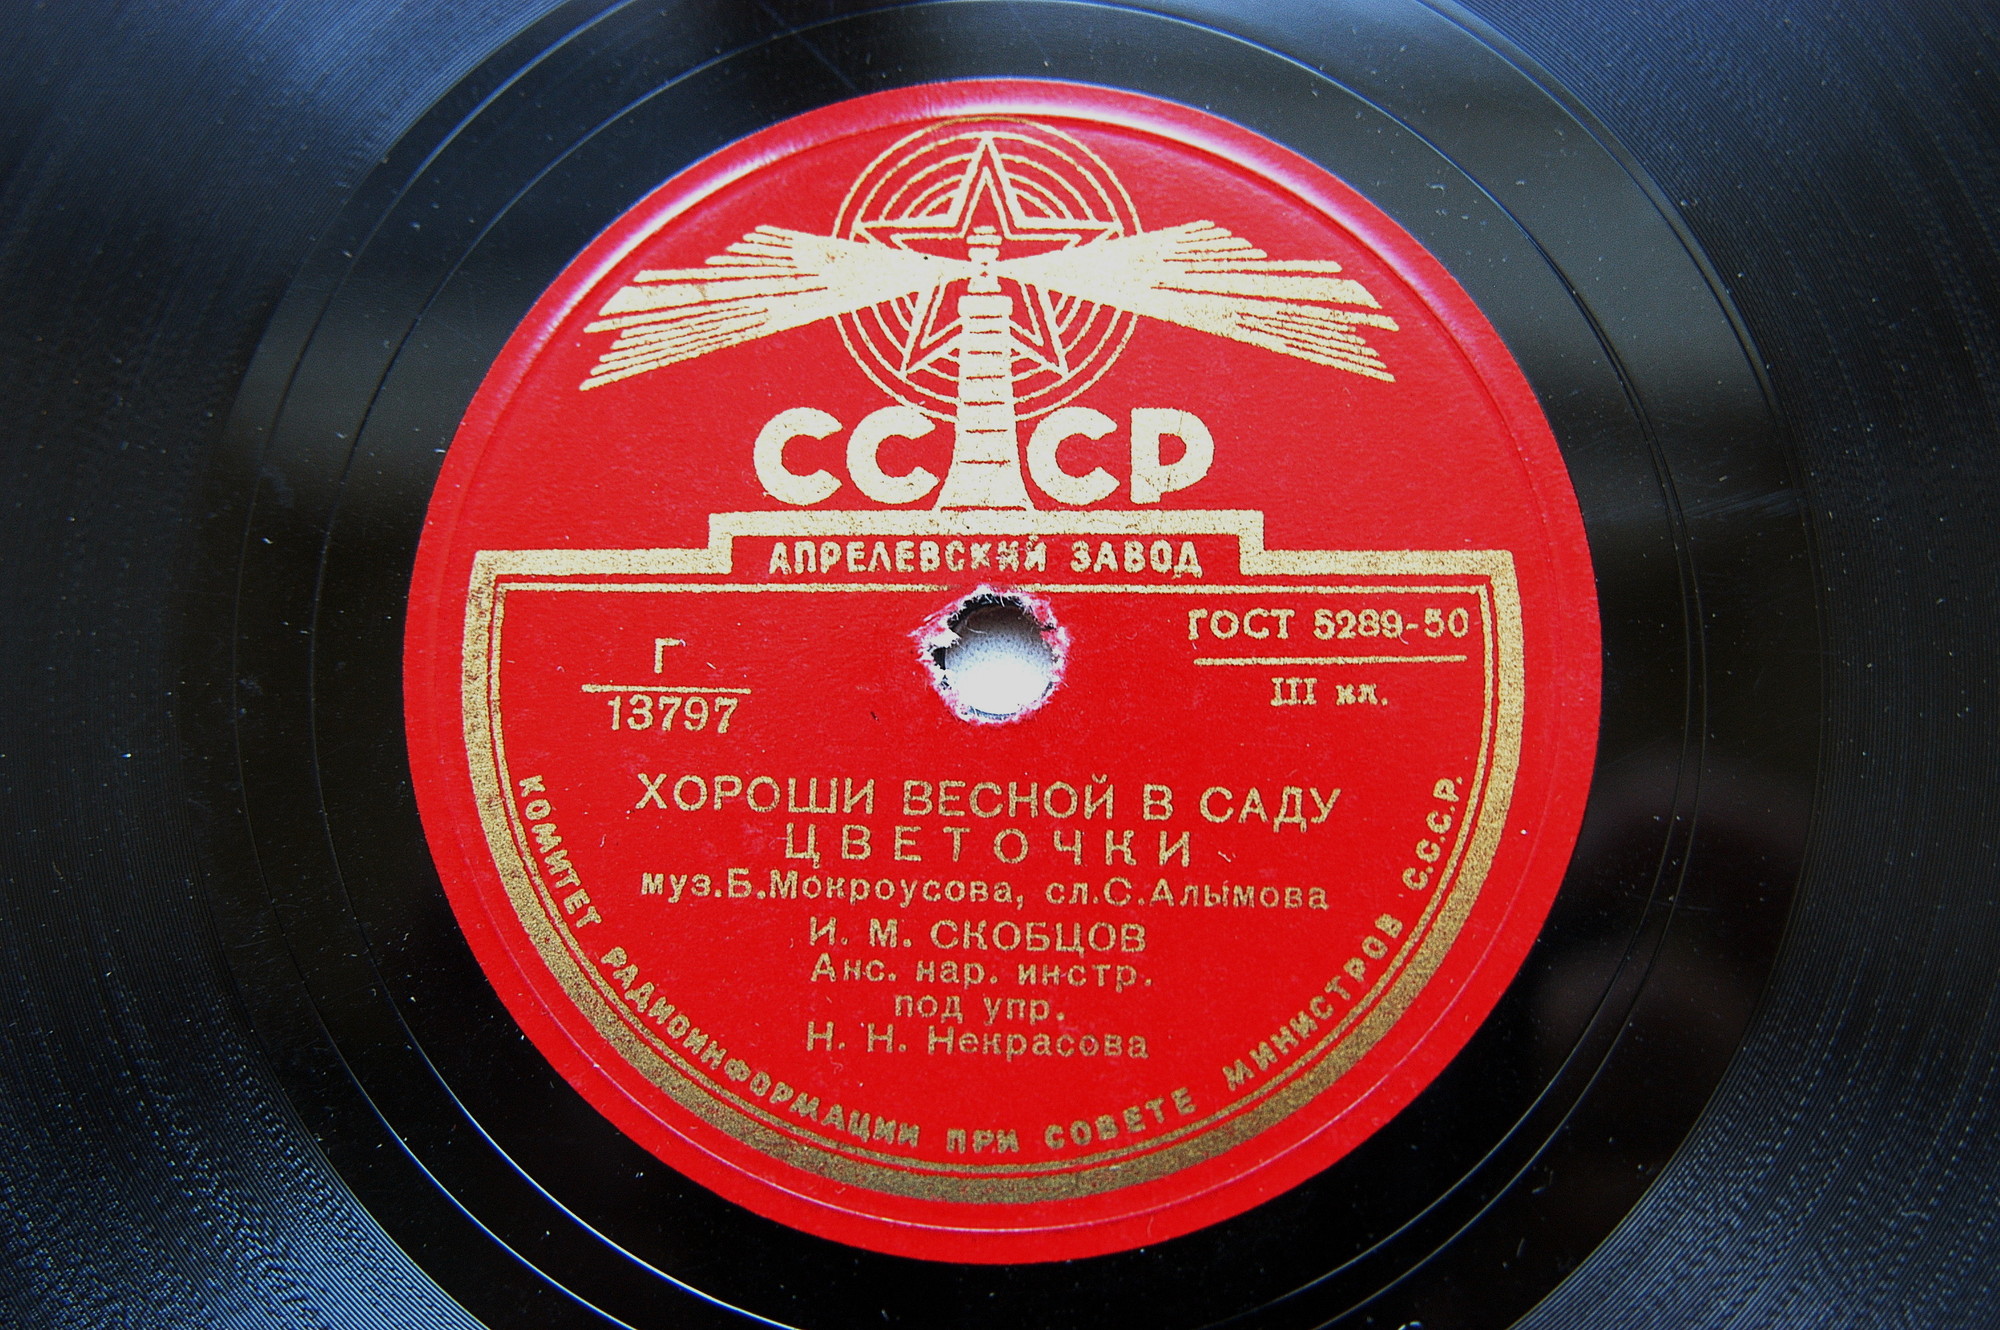 СССР
АПРЕЛЕВСКИЙ ЗАВОД
ГОСТ 5289-50
III кл.
Г
13797
ХОРОШИ ВЕСНОЙ В САДУ
ЦВЕТОЧКИ
муз.Б.Мокроусова, сл.С.Алымова
И. М. СКОБЦОВ
Анс. нар. инстр.
под упр.
Н. Н. Некрасова
КОМИТЕТ РАДИОИНФОРМАЦИИ ПРИ СОВЕТЕ МИНИСТРОВ С.С.С.Р.